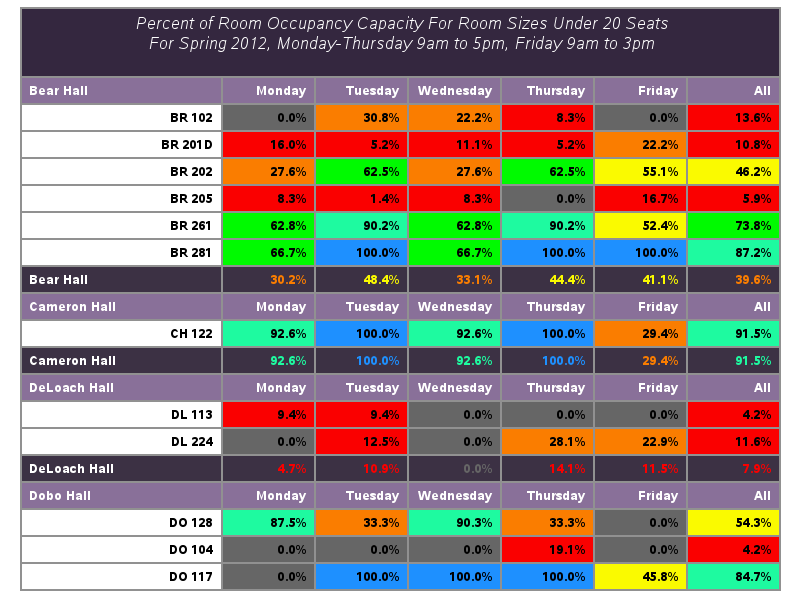 Percent of Room Occupancy Capacity For Room Sizes Under 20 Seats
For Spring 2012, Monday-Thursday 9am to 5pm, Friday 9am to 3pm
Bear Hall Monday Tuesday Wednesday Thursday Friday All
BR 102 0.0% 30.8% 22.2% 8.3% 0.0% 13.6%
BR 201D 16.0% 5.2% 11.1% 5.2% 22.2% 10.8%
BR 202 27.6% 62.5% 27.6% 62.5% 55.1% 46.2%
BR 205 8.3% 1.4% 8.3% 0.0% 16.7% 5.9%
BR 261 62.8% 90.2% 62.8% 90.2% 52.4% 73.8%
BR 281 66.7% 100.0% 66.7% 100.0% 100.0% 87.2%
Bear Hall 30.2% 48.4% 33.1% 44.4% 41.1% 39.6%
Cameron Hall Monday Tuesday Wednesday Thursday Friday All
CH 122 92.6% 100.0% 92.6% 100.0% 29.4% 91.5%
Cameron Hall 92.6% 100.0% 92.6% 100.0% 29.4% 91.5%
DeLoach Hall Monday Tuesday Wednesday Thursday Friday All
DL 113 9.4% 9.4% 0.0% 0.0% 0.0% 4.2%
DL 224 0.0% 12.5% 0.0% 28.1% 22.9% 11.6%
DeLoach Hall 4.7% 10.9% 0.0% 14.1% 11.5% 7.9%
Dobo Hall Monday Tuesday Wednesday Thursday Friday All
DO 128 87.5% 33.3% 90.3% 33.3% 0.0% 54.3%
DO 104 0.0% 0.0% 0.0% 19.1% 0.0% 4.2%
DO 117 0.0% 100.0% 100.0% 100.0% 45.8% 84.7%